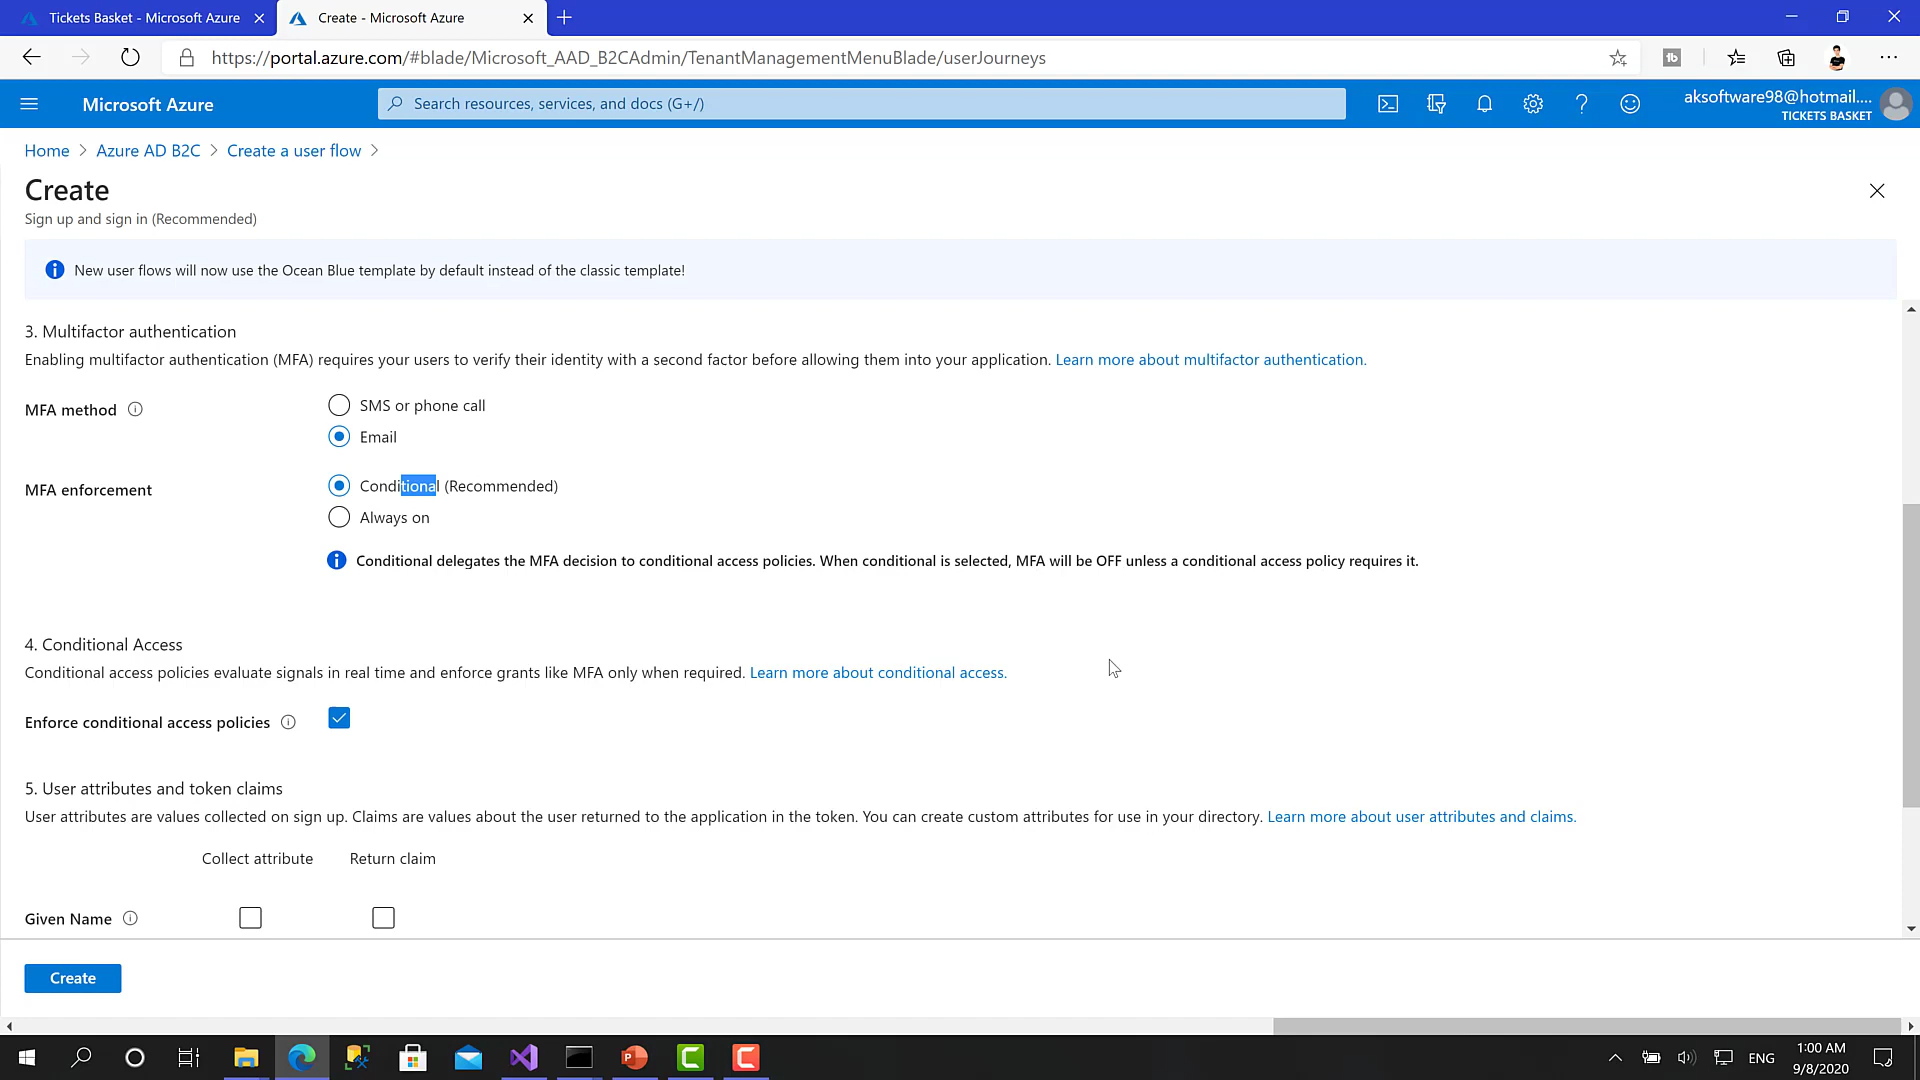 Tickets Basket - Microsoft Azure
Create - Microsoft Azure
https://portal.azure.com/#blade/Microsoft_AAD_B2CAdmin/TenantManagementMenuBlade/userJourneys
Microsoft Azure
Search resources, services, and docs (G+/)
aksoftware98@hotmail....
TICKETS BASKET
Home > Azure AD B2C > Create a user flow >
Create
Sign up and sign in (Recommended)
New user flows will now use the Ocean Blue template by default instead of the classic template!
3. Multifactor authentication
Enabling multifactor authentication (MFA) requires your users to verify their identity with a second factor before allowing them into your application. Learn more about multifactor authentication.
MFA method
SMS or phone call
Email
MFA enforcement
Conditional (Recommended)
Always on
Conditional delegates the MFA decision to conditional access policies. When conditional is selected, MFA will be OFF unless a conditional access policy requires it.
4. Conditional Access
Conditional access policies evaluate signals in real time and enforce grants like MFA only when required. Learn more about conditional access.
Enforce conditional access policies
5. User attributes and token claims
User attributes are values collected on sign up. Claims are values about the user returned to the application in the token. You can create custom attributes for use in your directory. Learn more about user attributes and claims.
Collect attribute Return claim
Given Name
Create
ENG
1:00 AM
9/8/2020